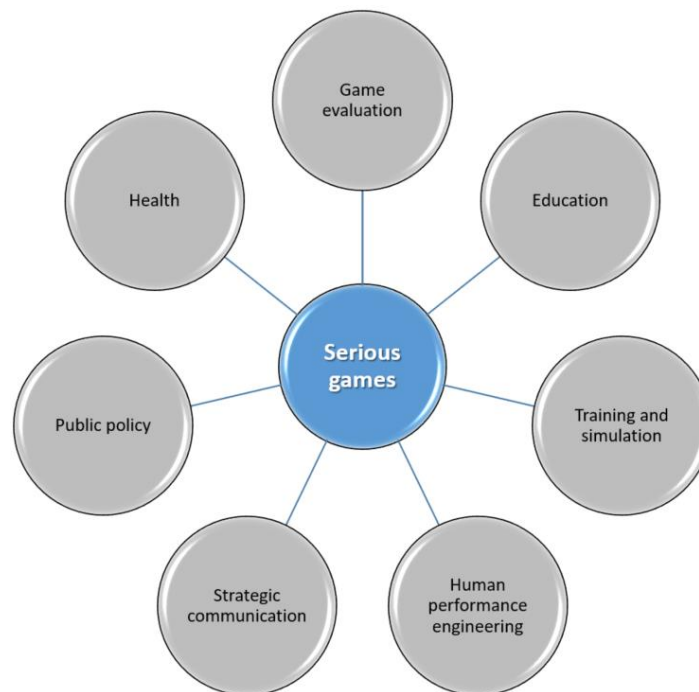 Game
evaluation
Education
Training and
simulation
Human
performance
engineering
Strategic
communication
Public policy
Health
Serious
games